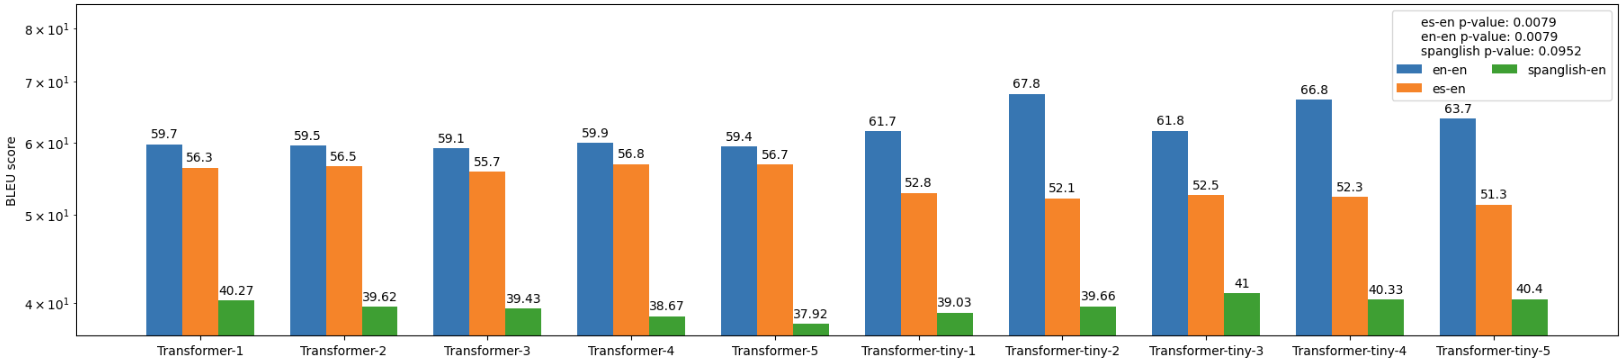 BLEU score
8 × 10¹
7 × 10¹
6 × 10¹
5 × 10¹
4 × 10¹
es-en p-value: 0.0079
en-en p-value: 0.0079
spanglish p-value: 0.0952
en-en
spanglish-en
es-en
59.7
56.3
40.27
59.5
56.5
39.62
59.1
55.7
39.43
59.9
56.8
38.67
59.4
56.7
37.92
61.7
52.8
39.03
67.8
52.1
39.66
61.8
52.5
41
66.8
52.3
40.33
63.7
51.3
40.4
Transformer-1
Transformer-2
Transformer-3
Transformer-4
Transformer-5
Transformer-tiny-1
Transformer-tiny-2
Transformer-tiny-3
Transformer-tiny-4
Transformer-tiny-5